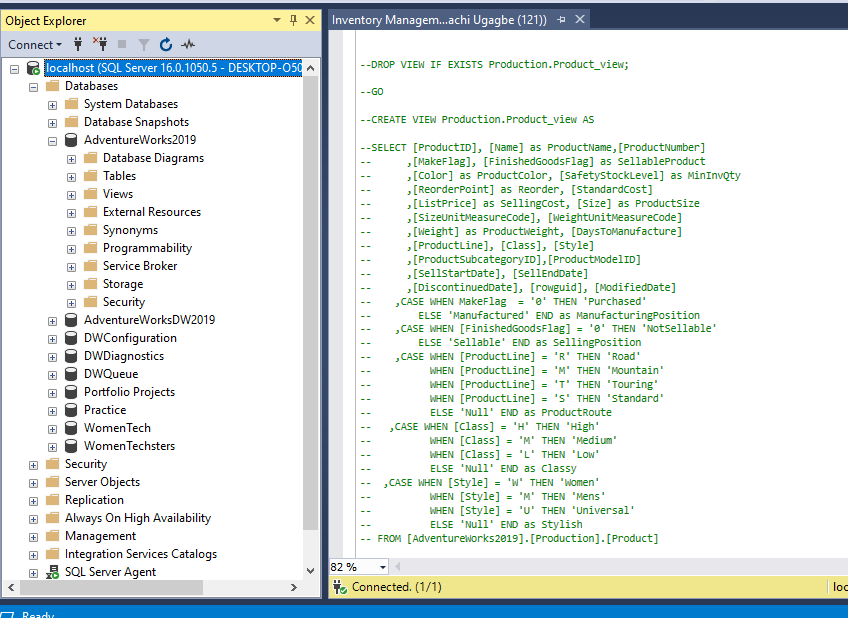 Object Explorer
Connect
localhost (SQL Server 16.0.1050.5 - DESKTOP-O50
Databases
System Databases
Database Snapshots
AdventureWorks2019
Database Diagrams
Tables
Views
External Resources
Synonyms
Programmability
Service Broker
Storage
Security
AdventureWorksDW2019
DWConfiguration
DWDiagnostics
DWQueue
Portfolio Projects
Practice
WomenTech
WomenTechsters
Security
Server Objects
Replication
Always On High Availability
Management
Integration Services Catalogs
SQL Server Agent
Inventory Managem...achi Ugagbe (121))
--DROP VIEW IF EXISTS Production.Product_view;
--GO
--CREATE VIEW Production.Product_view AS
--SELECT [ProductID], [Name] as ProductName,[ProductNumber]
-- ,[MakeFlag], [FinishedGoodsFlag] as SellableProduct
-- ,[Color] as ProductColor, [SafetyStockLevel] as MinInvQty
-- ,[ReorderPoint] as Reorder, [StandardCost]
-- ,[ListPrice] as SellingCost, [Size] as ProductSize
-- ,[SizeUnitMeasureCode], [WeightUnitMeasureCode]
-- ,[Weight] as ProductWeight, [DaysToManufacture]
-- ,[ProductLine], [Class], [Style]
-- ,[ProductSubcategoryID],[ProductModelID]
-- ,[SellStartDate], [SellEndDate]
-- ,[DiscontinuedDate], [rowguid], [ModifiedDate]
-- ,CASE WHEN MakeFlag = '0' THEN 'Purchased'
-- ELSE 'Manufactured' END as ManufacturingPosition
-- ,CASE WHEN [FinishedGoodsFlag] = '0' THEN 'NotSellable'
-- ELSE 'Sellable' END as SellingPosition
-- ,CASE WHEN [ProductLine] = 'R' THEN 'Road'
-- WHEN [ProductLine] = 'M' THEN 'Mountain'
-- WHEN [ProductLine] = 'T' THEN 'Touring'
-- WHEN [ProductLine] = 'S' THEN 'Standard'
-- ELSE 'Null' END as ProductRoute
-- ,CASE WHEN [Class] = 'H' THEN 'High'
-- WHEN [Class] = 'M' THEN 'Medium'
-- WHEN [Class] = 'L' THEN 'Low'
-- ELSE 'Null' END as Classy
-- ,CASE WHEN [Style] = 'W' THEN 'Women'
-- WHEN [Style] = 'M' THEN 'Mens'
-- WHEN [Style] = 'U' THEN 'Universal'
-- ELSE 'Null' END as Stylish
-- FROM [AdventureWorks2019].[Production].[Product]
82 %
Connected. (1/1)
loc
Ready